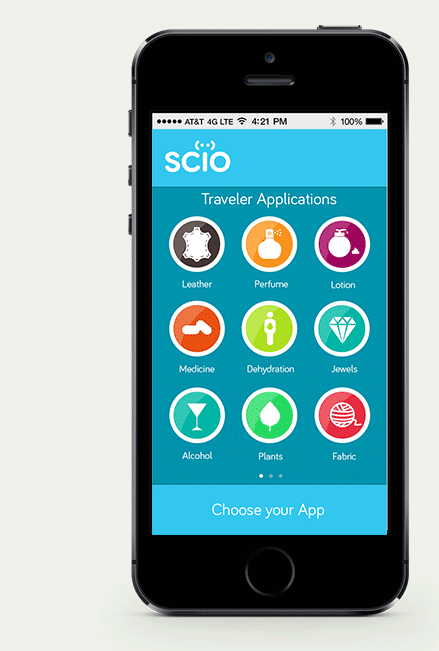 AT&T 4G LTE 4:21 PM 100%
SCiO
Traveler Applications
Leather Perfume Lotion
Medicine Dehydration Jewels
Alcohol Plants Fabric
Choose your App